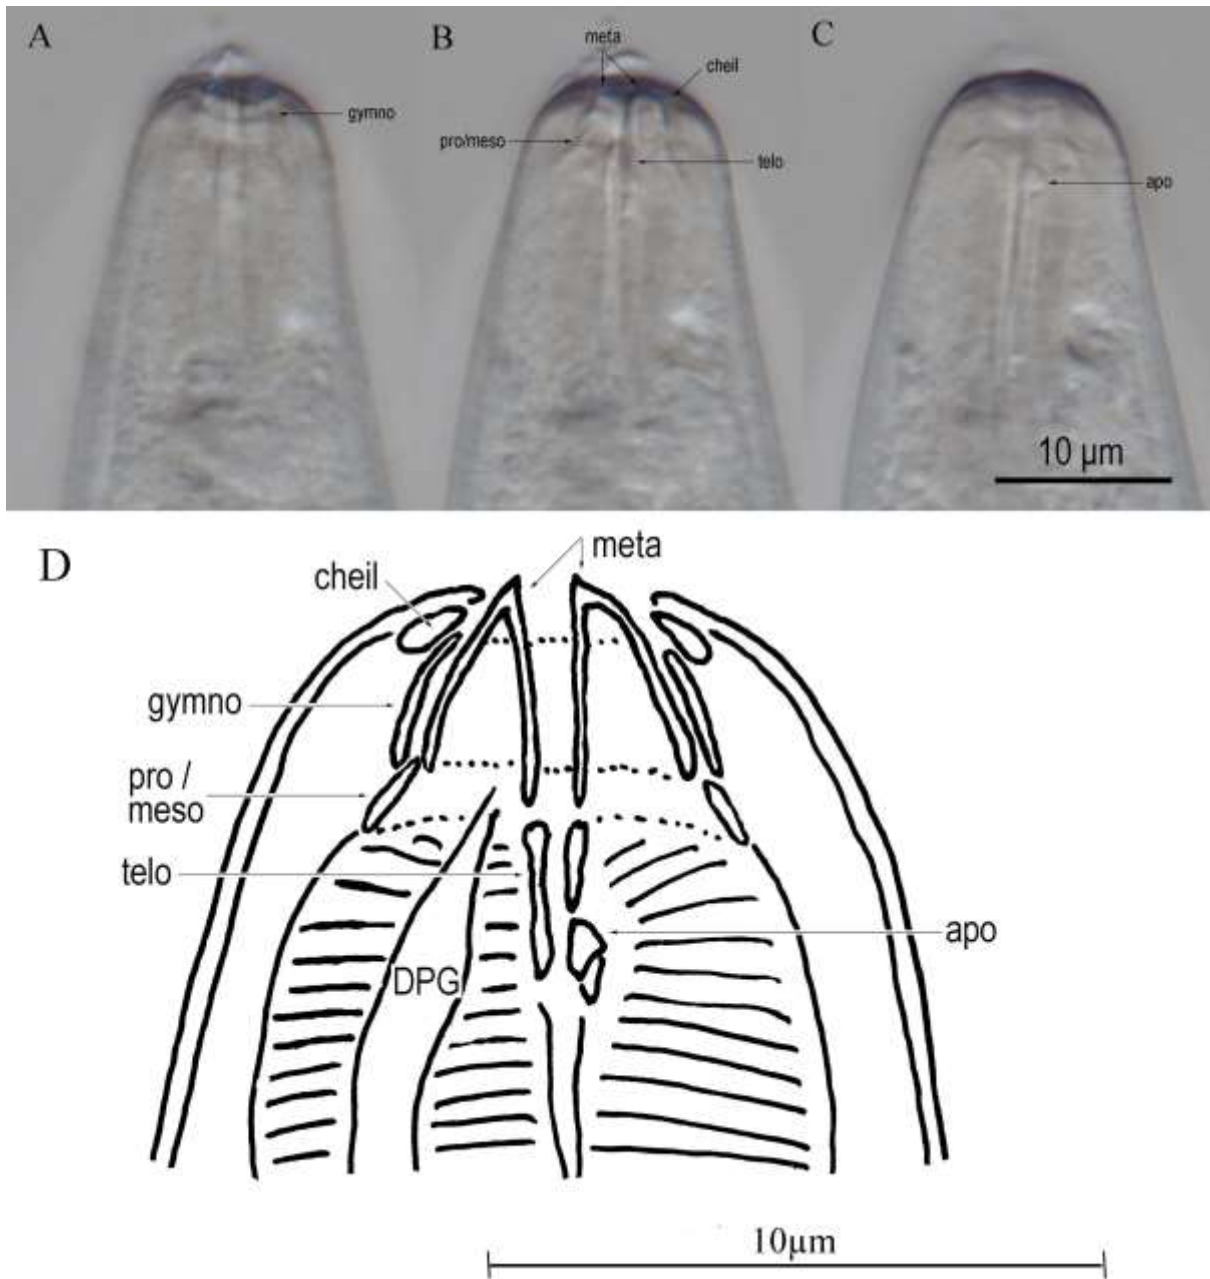 A
B
C
meta
cheil
gymno
pro/meso
telo
apo
10 µm
D
meta
cheil
gymno
pro /
meso
telo
apo
DPG
10µm